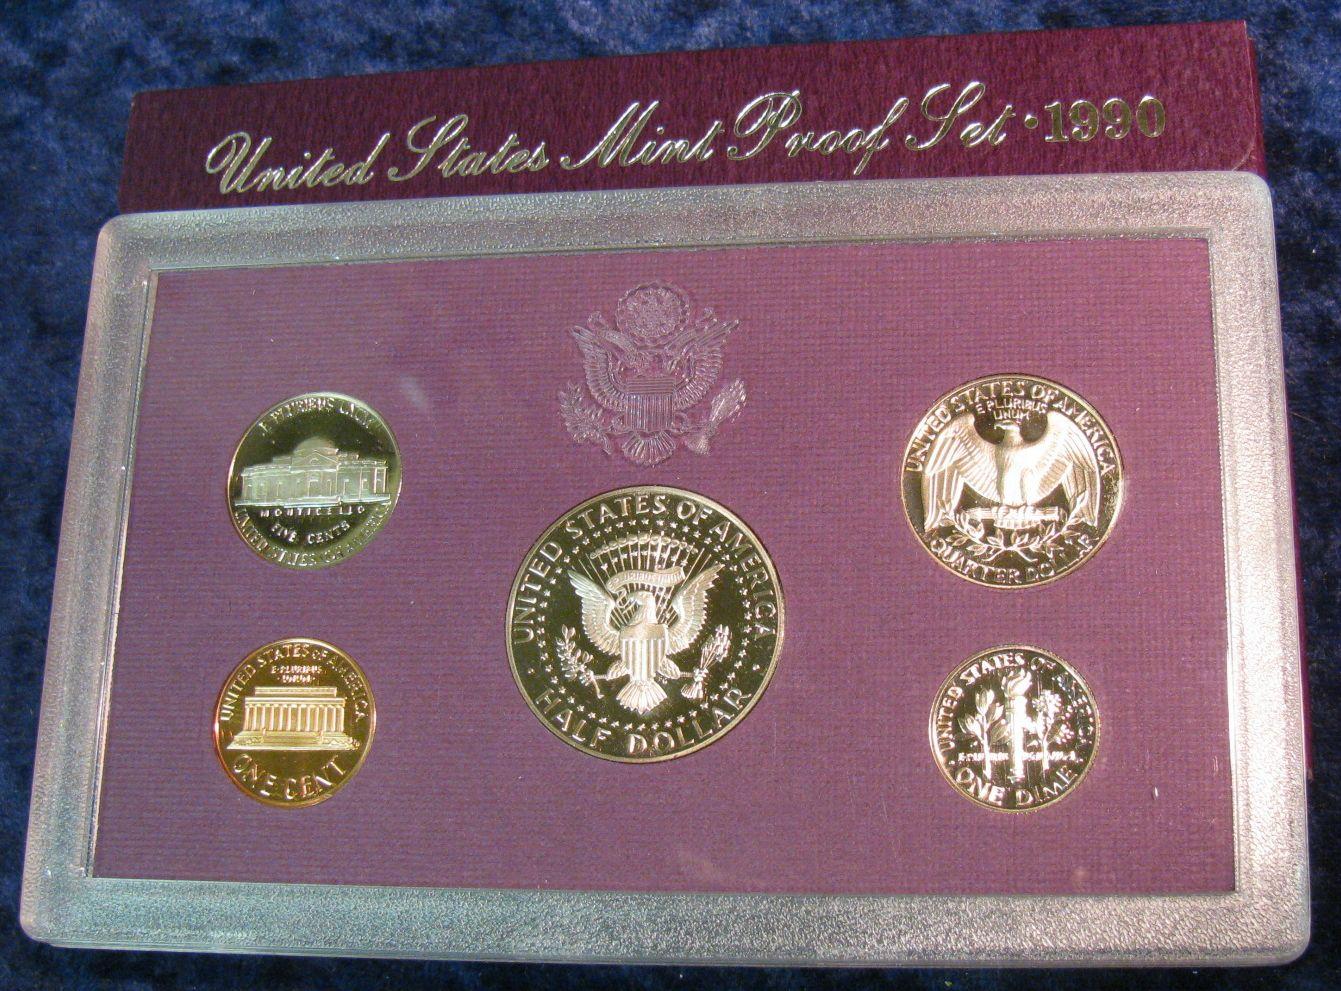 United States Mint Proof Set · 1990
E PLURIBUS UNUM
MONTICELLO
FIVE CENTS
UNITED STATES OF AMERICA
UNITED STATES OF AMERICA
E PLURIBUS
UNUM
QUARTER DOLLAR
UNITED STATES OF AMERICA
E PLURIBUS UNUM
HALF DOLLAR
UNITED STATES OF AMERICA
E·PLURIBUS
UNUM
ONE CENT
UNITED STATES OF AMERICA
ONE DIME